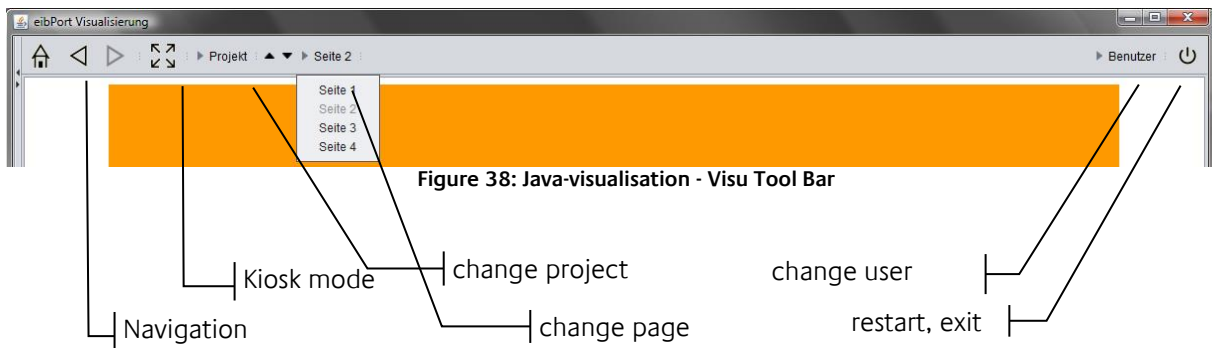 eibPort Visualisierung
Projekt Seite 2 Benutzer
Seite 1
Seite 2
Seite 3
Seite 4
Figure 38: Java-visualisation - Visu Tool Bar
Kiosk mode change project change user
Navigation change page restart, exit